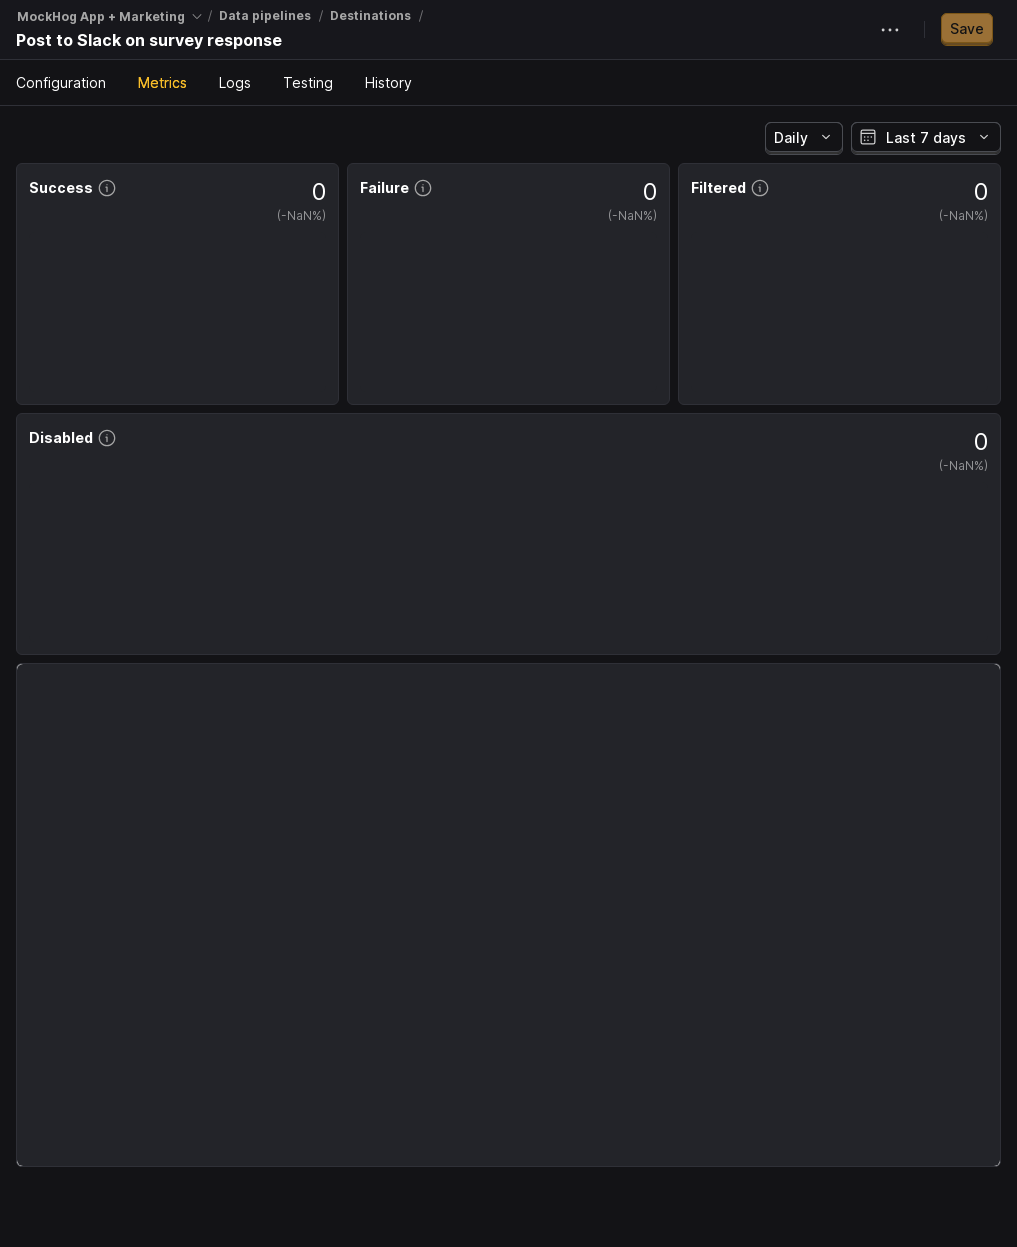 MockHog App + Marketing / Data pipelines / Destinations /
Post to Slack on survey response
Save
Configuration Metrics Logs Testing History
Daily Last 7 days
Success 0
(-NaN%)
Failure 0
(-NaN%)
Filtered 0
(-NaN%)
Disabled 0
(-NaN%)